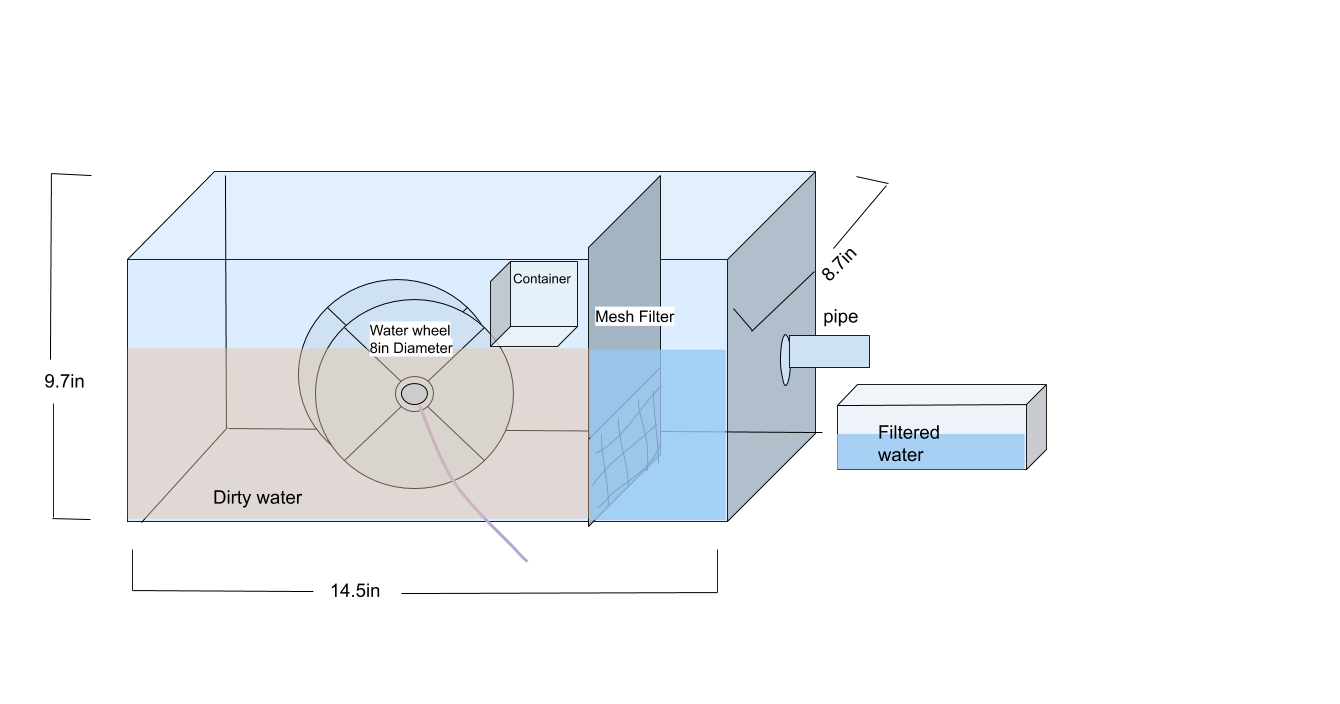 Container
8.7in
Mesh Filter
pipe
Water wheel
8in Diameter
9.7in
Filtered
water
Dirty water
14.5in